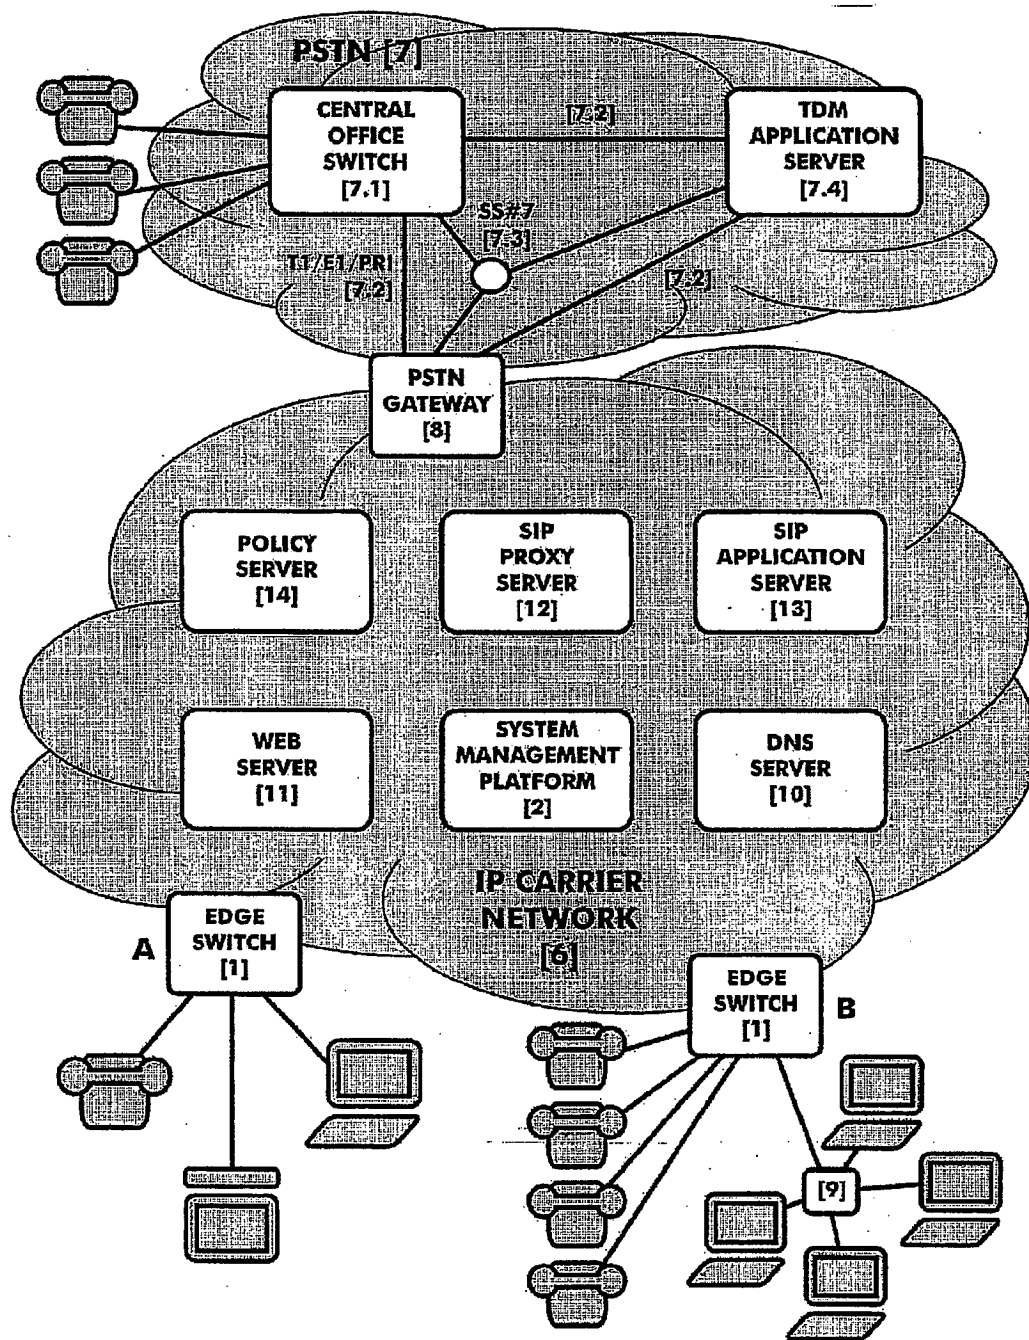 PSTN [7]
CENTRAL
OFFICE
SWITCH
[7.1]
[7.2]
TDM
APPLICATION
SERVER
[7.4]
SS#7
[7.3]
T1/E1/PRI
[7.2]
[7.2]
PSTN
GATEWAY
[8]
POLICY
SERVER
[14]
SIP
PROXY
SERVER
[12]
SIP
APPLICATION
SERVER
[13]
WEB
SERVER
[11]
SYSTEM
MANAGEMENT
PLATFORM
[2]
DNS
SERVER
[10]
IP CARRIER
NETWORK
[6]
A
EDGE
SWITCH
[1]
EDGE
SWITCH
[1]
B
[9]